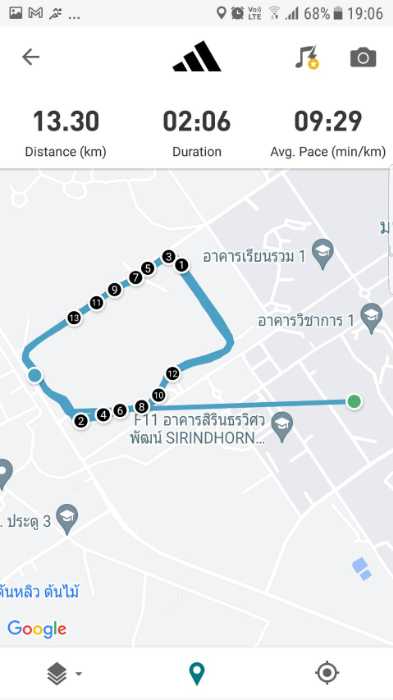 ... Vo)) LTE 68% 19:06
13.30 02:06 09:29
Distance (km) Duration Avg. Pace (min/km)
3
1
อาคารเรียนรวม 1
5
7
9
11
13
อาคารวิชาการ 1
12
10
8
6
4
2
F11 อาคารสิรินธรวิศว
พัฒน์ SIRINDHORN...
. ประตู 3
ต้นหลิว ต้นไม้
Google